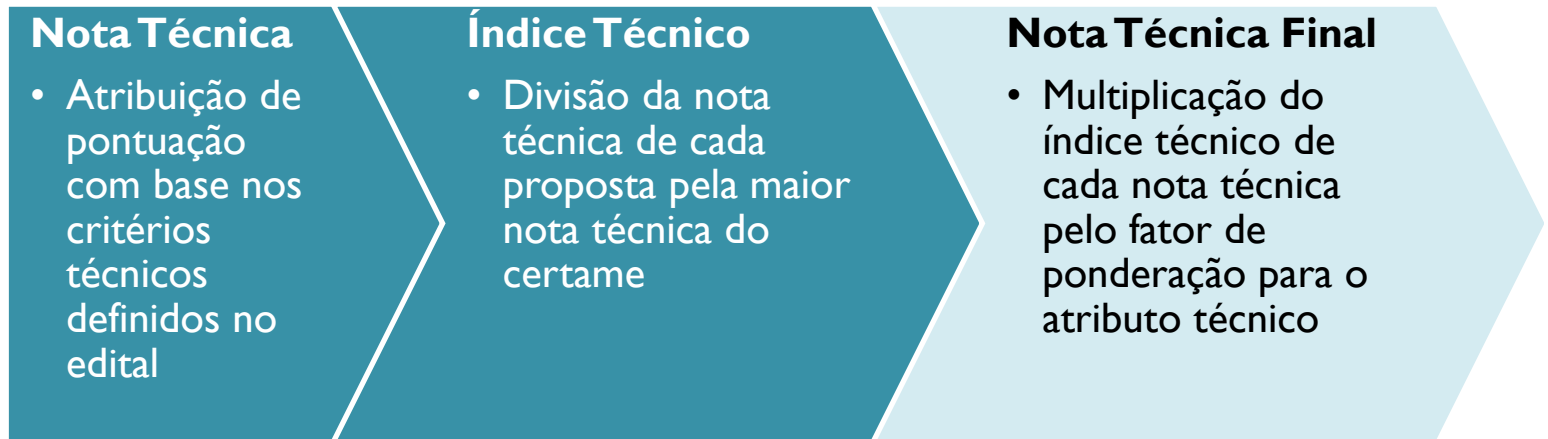 Nota Técnica
• Atribuição de
pontuação
com base nos
critérios
técnicos
definidos no
edital
Índice Técnico
• Divisão da nota
técnica de cada
proposta pela maior
nota técnica do
certame
Nota Técnica Final
• Multiplicação do
índice técnico de
cada nota técnica
pelo fator de
ponderação para o
atributo técnico